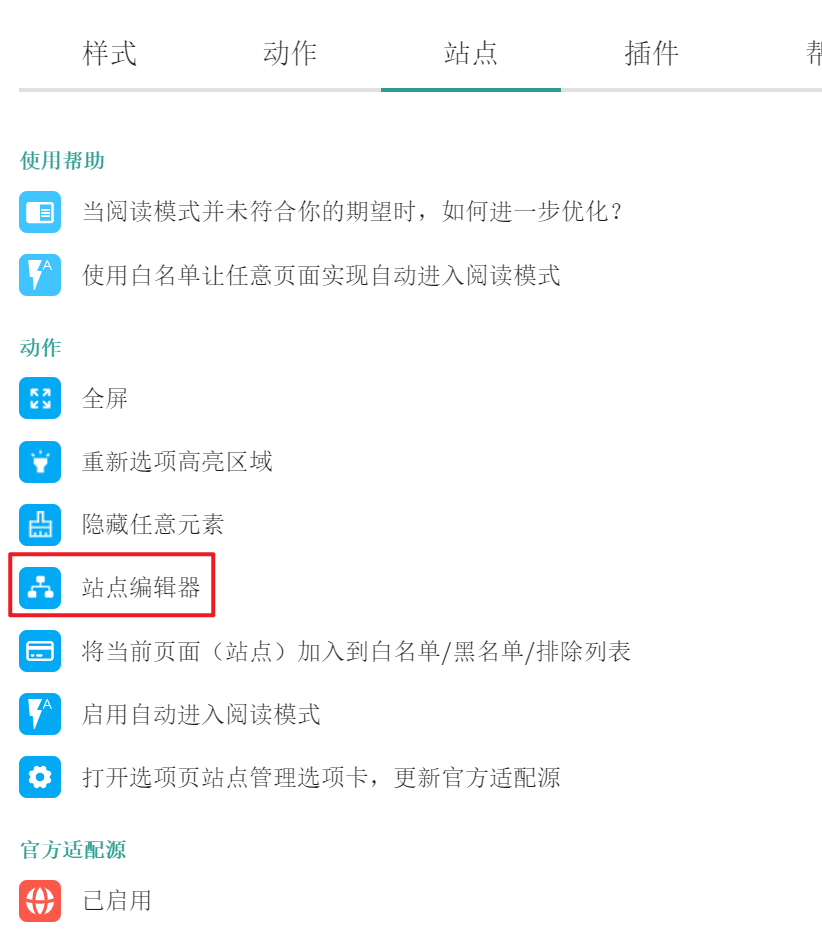 样式 动作 站点 插件
使用帮助
当阅读模式并未符合你的期望时，如何进一步优化？
使用白名单让任意页面实现自动进入阅读模式
动作
全屏
重新选项高亮区域
隐藏任意元素
站点编辑器
将当前页面（站点）加入到白名单/黑名单/排除列表
启用自动进入阅读模式
打开选项页站点管理选项卡，更新官方适配源
官方适配源
已启用